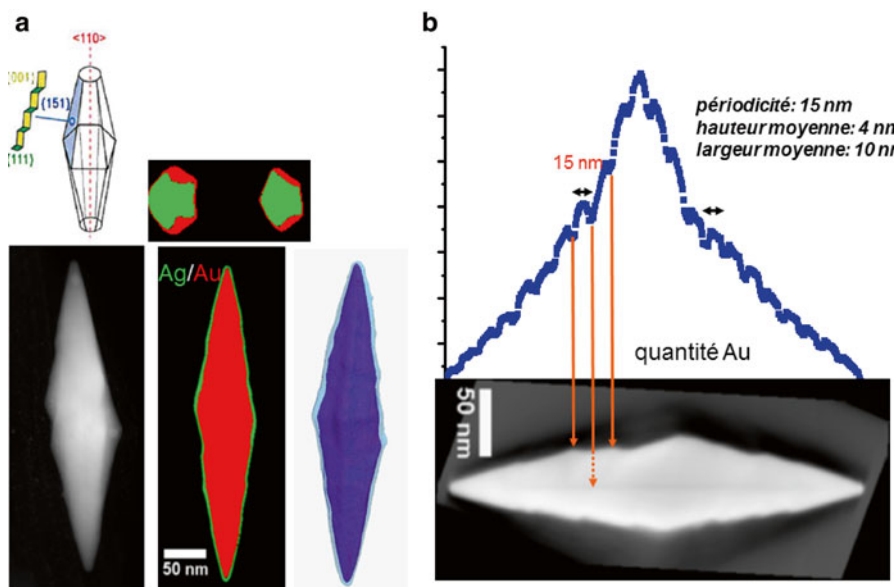 a
<110>
{001}
{151}
{111}
Ag/Au
50 nm
b
périodicité: 15 nm
hauteur moyenne: 4 nm
largeur moyenne: 10 nm
15 nm
quantité Au
50 nm